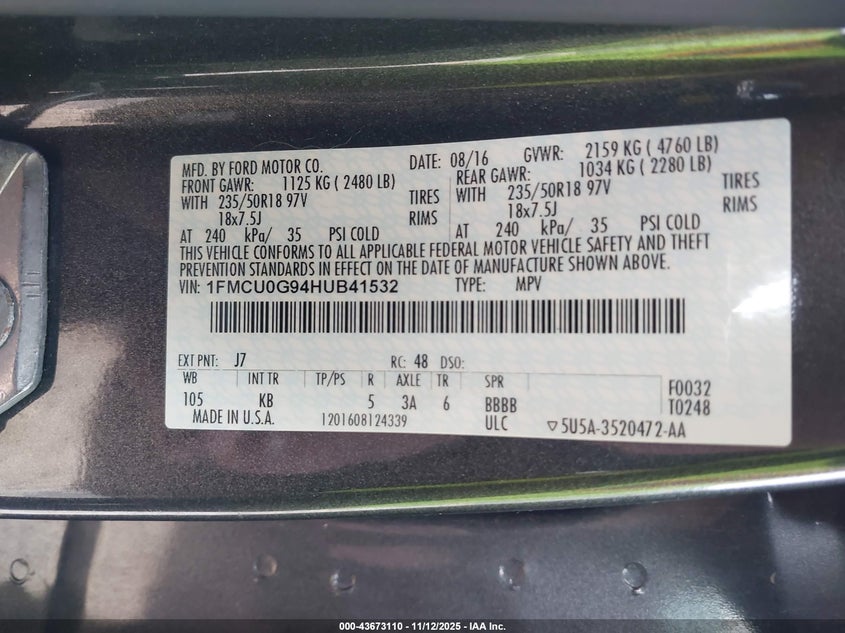 MFD. BY FORD MOTOR CO. DATE: 08/16 GVWR: 2159 KG ( 4760 LB)
FRONT GAWR: 1125 KG ( 2480 LB) REAR GAWR: 1034 KG ( 2280 LB)
WITH 235/50R18 97V TIRES WITH 235/50R18 97V TIRES
18x7.5J RIMS 18x7.5J RIMS
AT 240 kPa/ 35 PSI COLD AT 240 kPa/ 35 PSI COLD
THIS VEHICLE CONFORMS TO ALL APPLICABLE FEDERAL MOTOR VEHICLE SAFETY AND THEFT
PREVENTION STANDARDS IN EFFECT ON THE DATE OF MANUFACTURE SHOWN ABOVE.
VIN: 1FMCU0G94HUB41532 TYPE: MPV
EXT PNT: J7 RC: 48 DSO:
WB INT TR TP/PS R AXLE TR SPR F0032
105 KB 5 3A 6 BBBB T0248
MADE IN U.S.A. 1201608124339 ULC ▽5U5A-3520472-AA
000-43673110 - 11/12/2025 - IAA Inc.